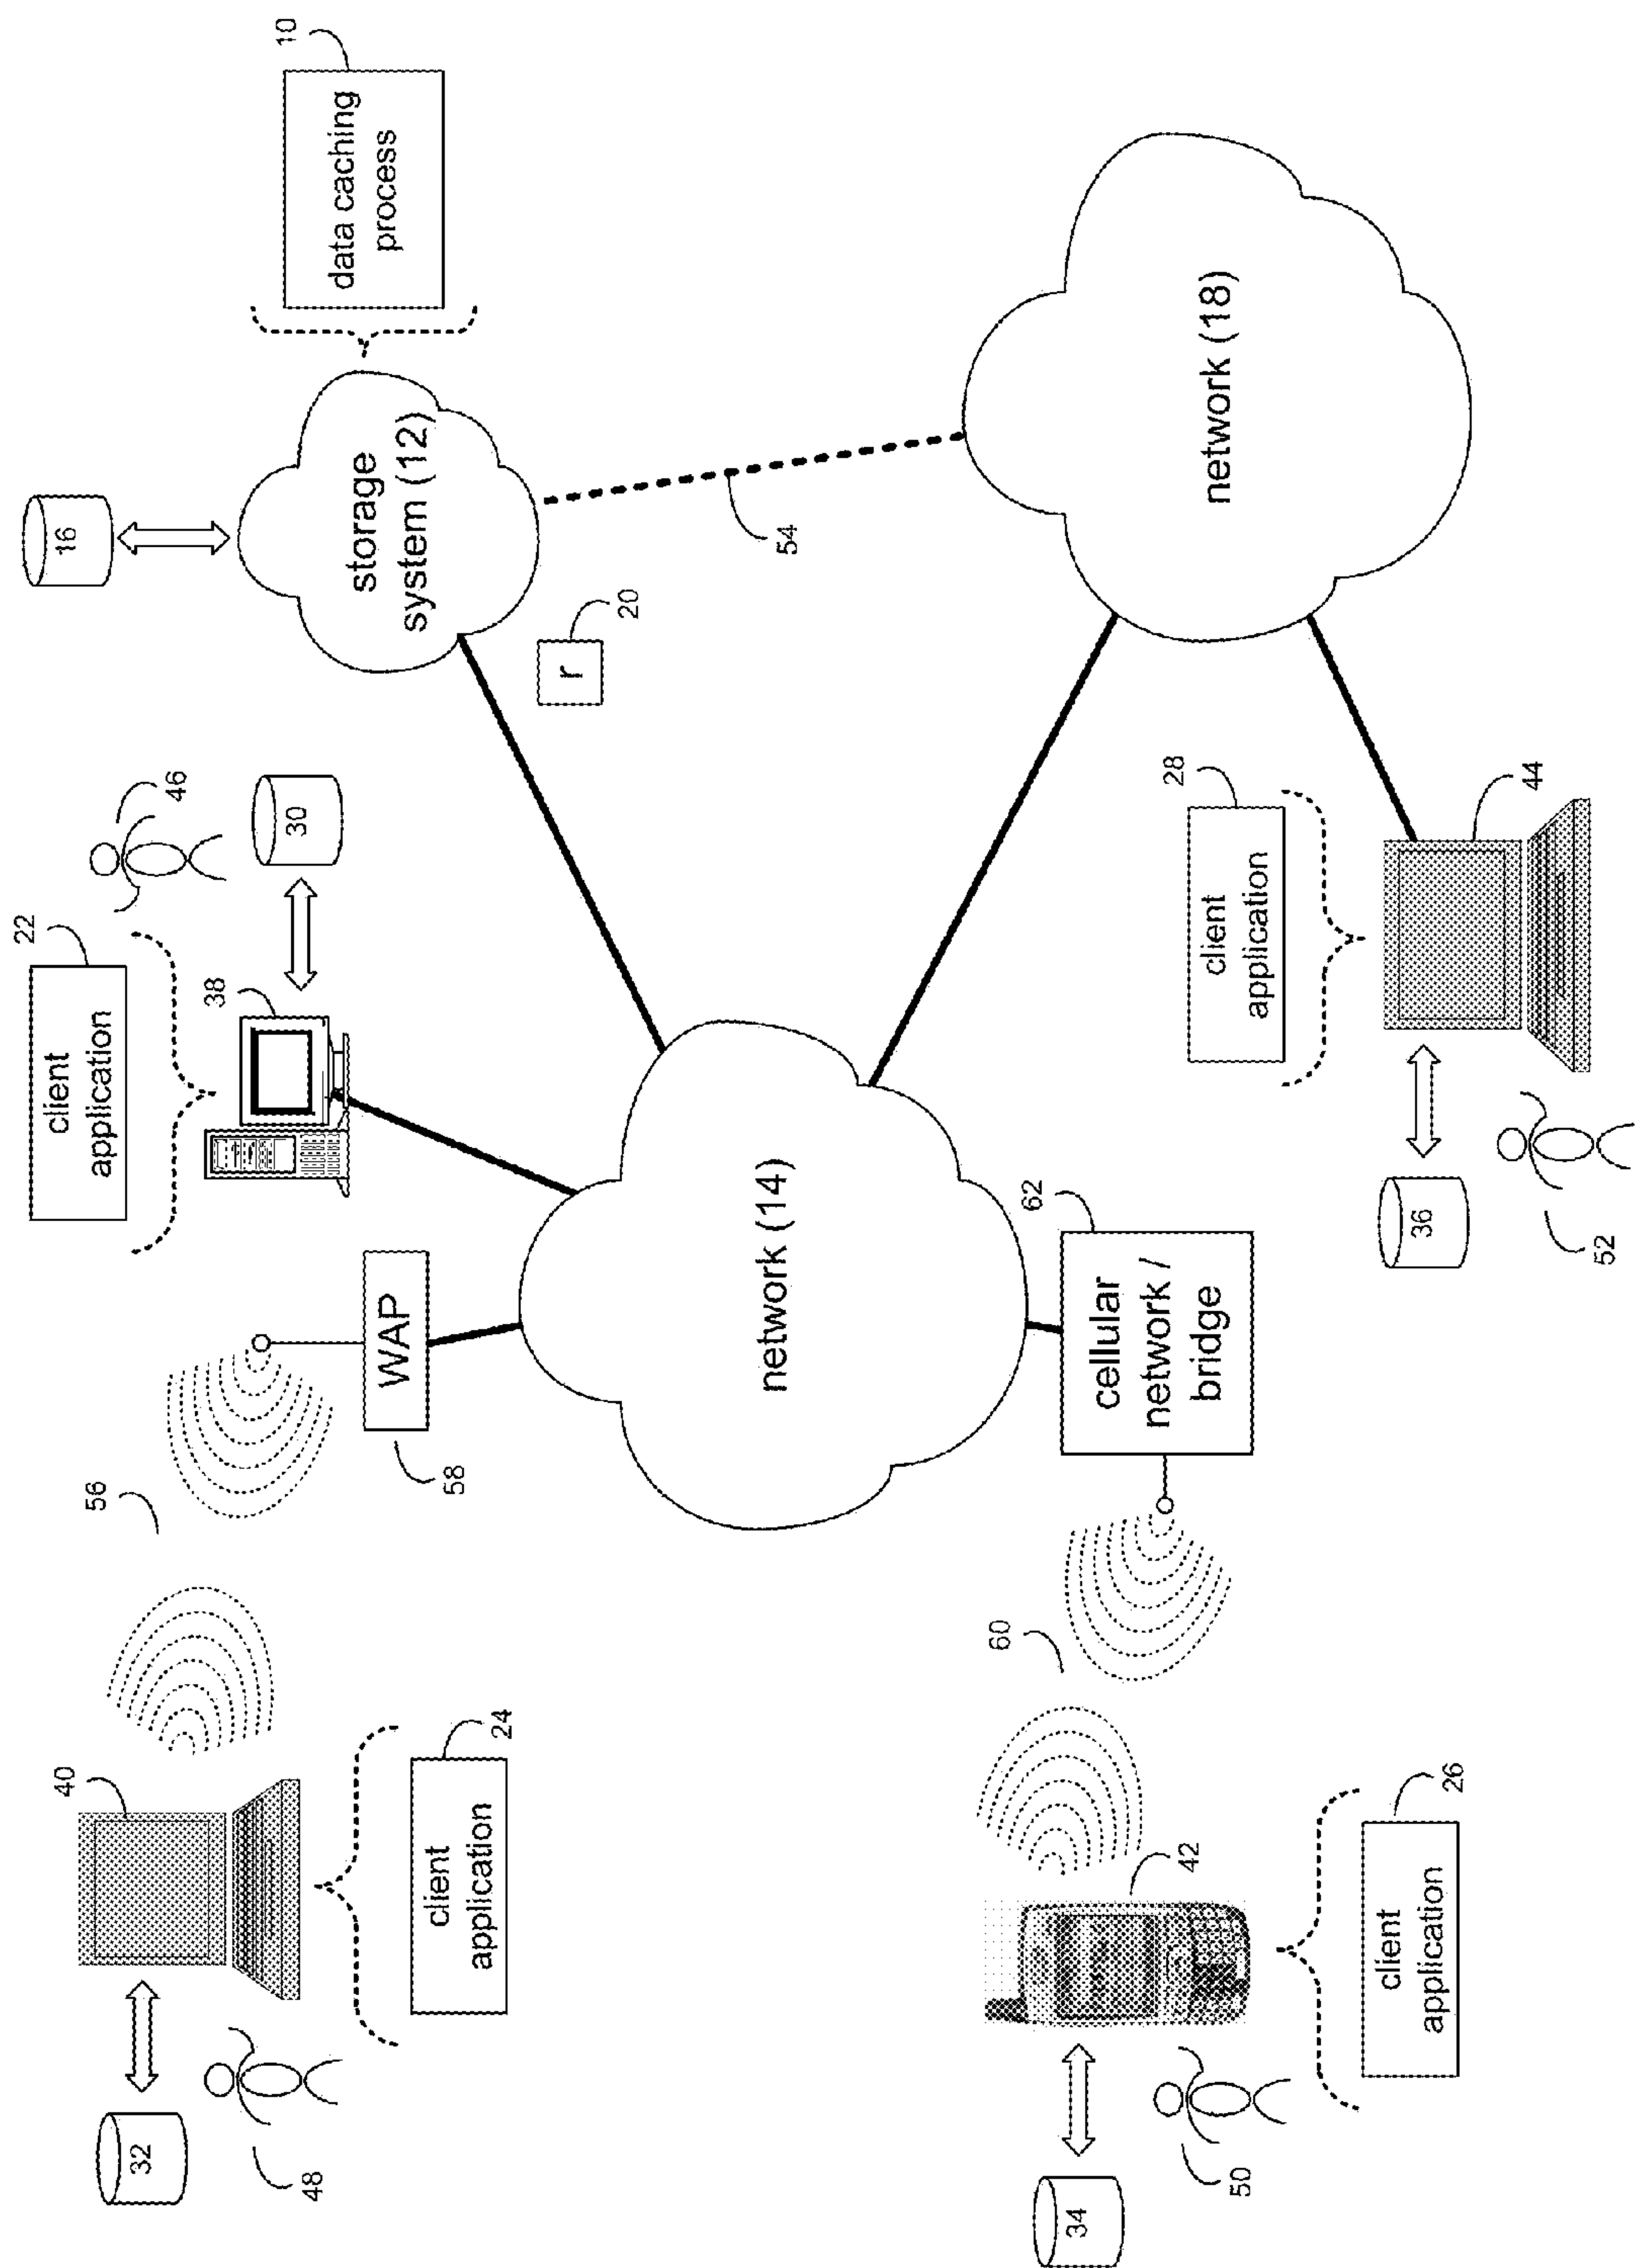 32
40
56
client
application
22
46
16
10
48
38
30
data caching
process
client
application
24
58
WAP
storage
system (12)
r
20
network (14)
54
34
50
42
60
cellular
network /
bridge
62
client
application
28
network (18)
client
application
26
36
52
44